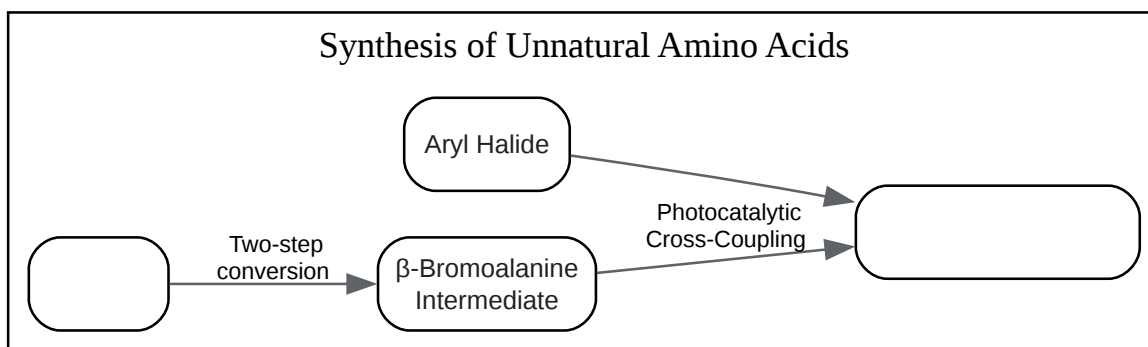 Synthesis of Unnatural Amino Acids
Aryl Halide
Two-step
conversion
β-Bromoalanine
Intermediate
Photocatalytic
Cross-Coupling